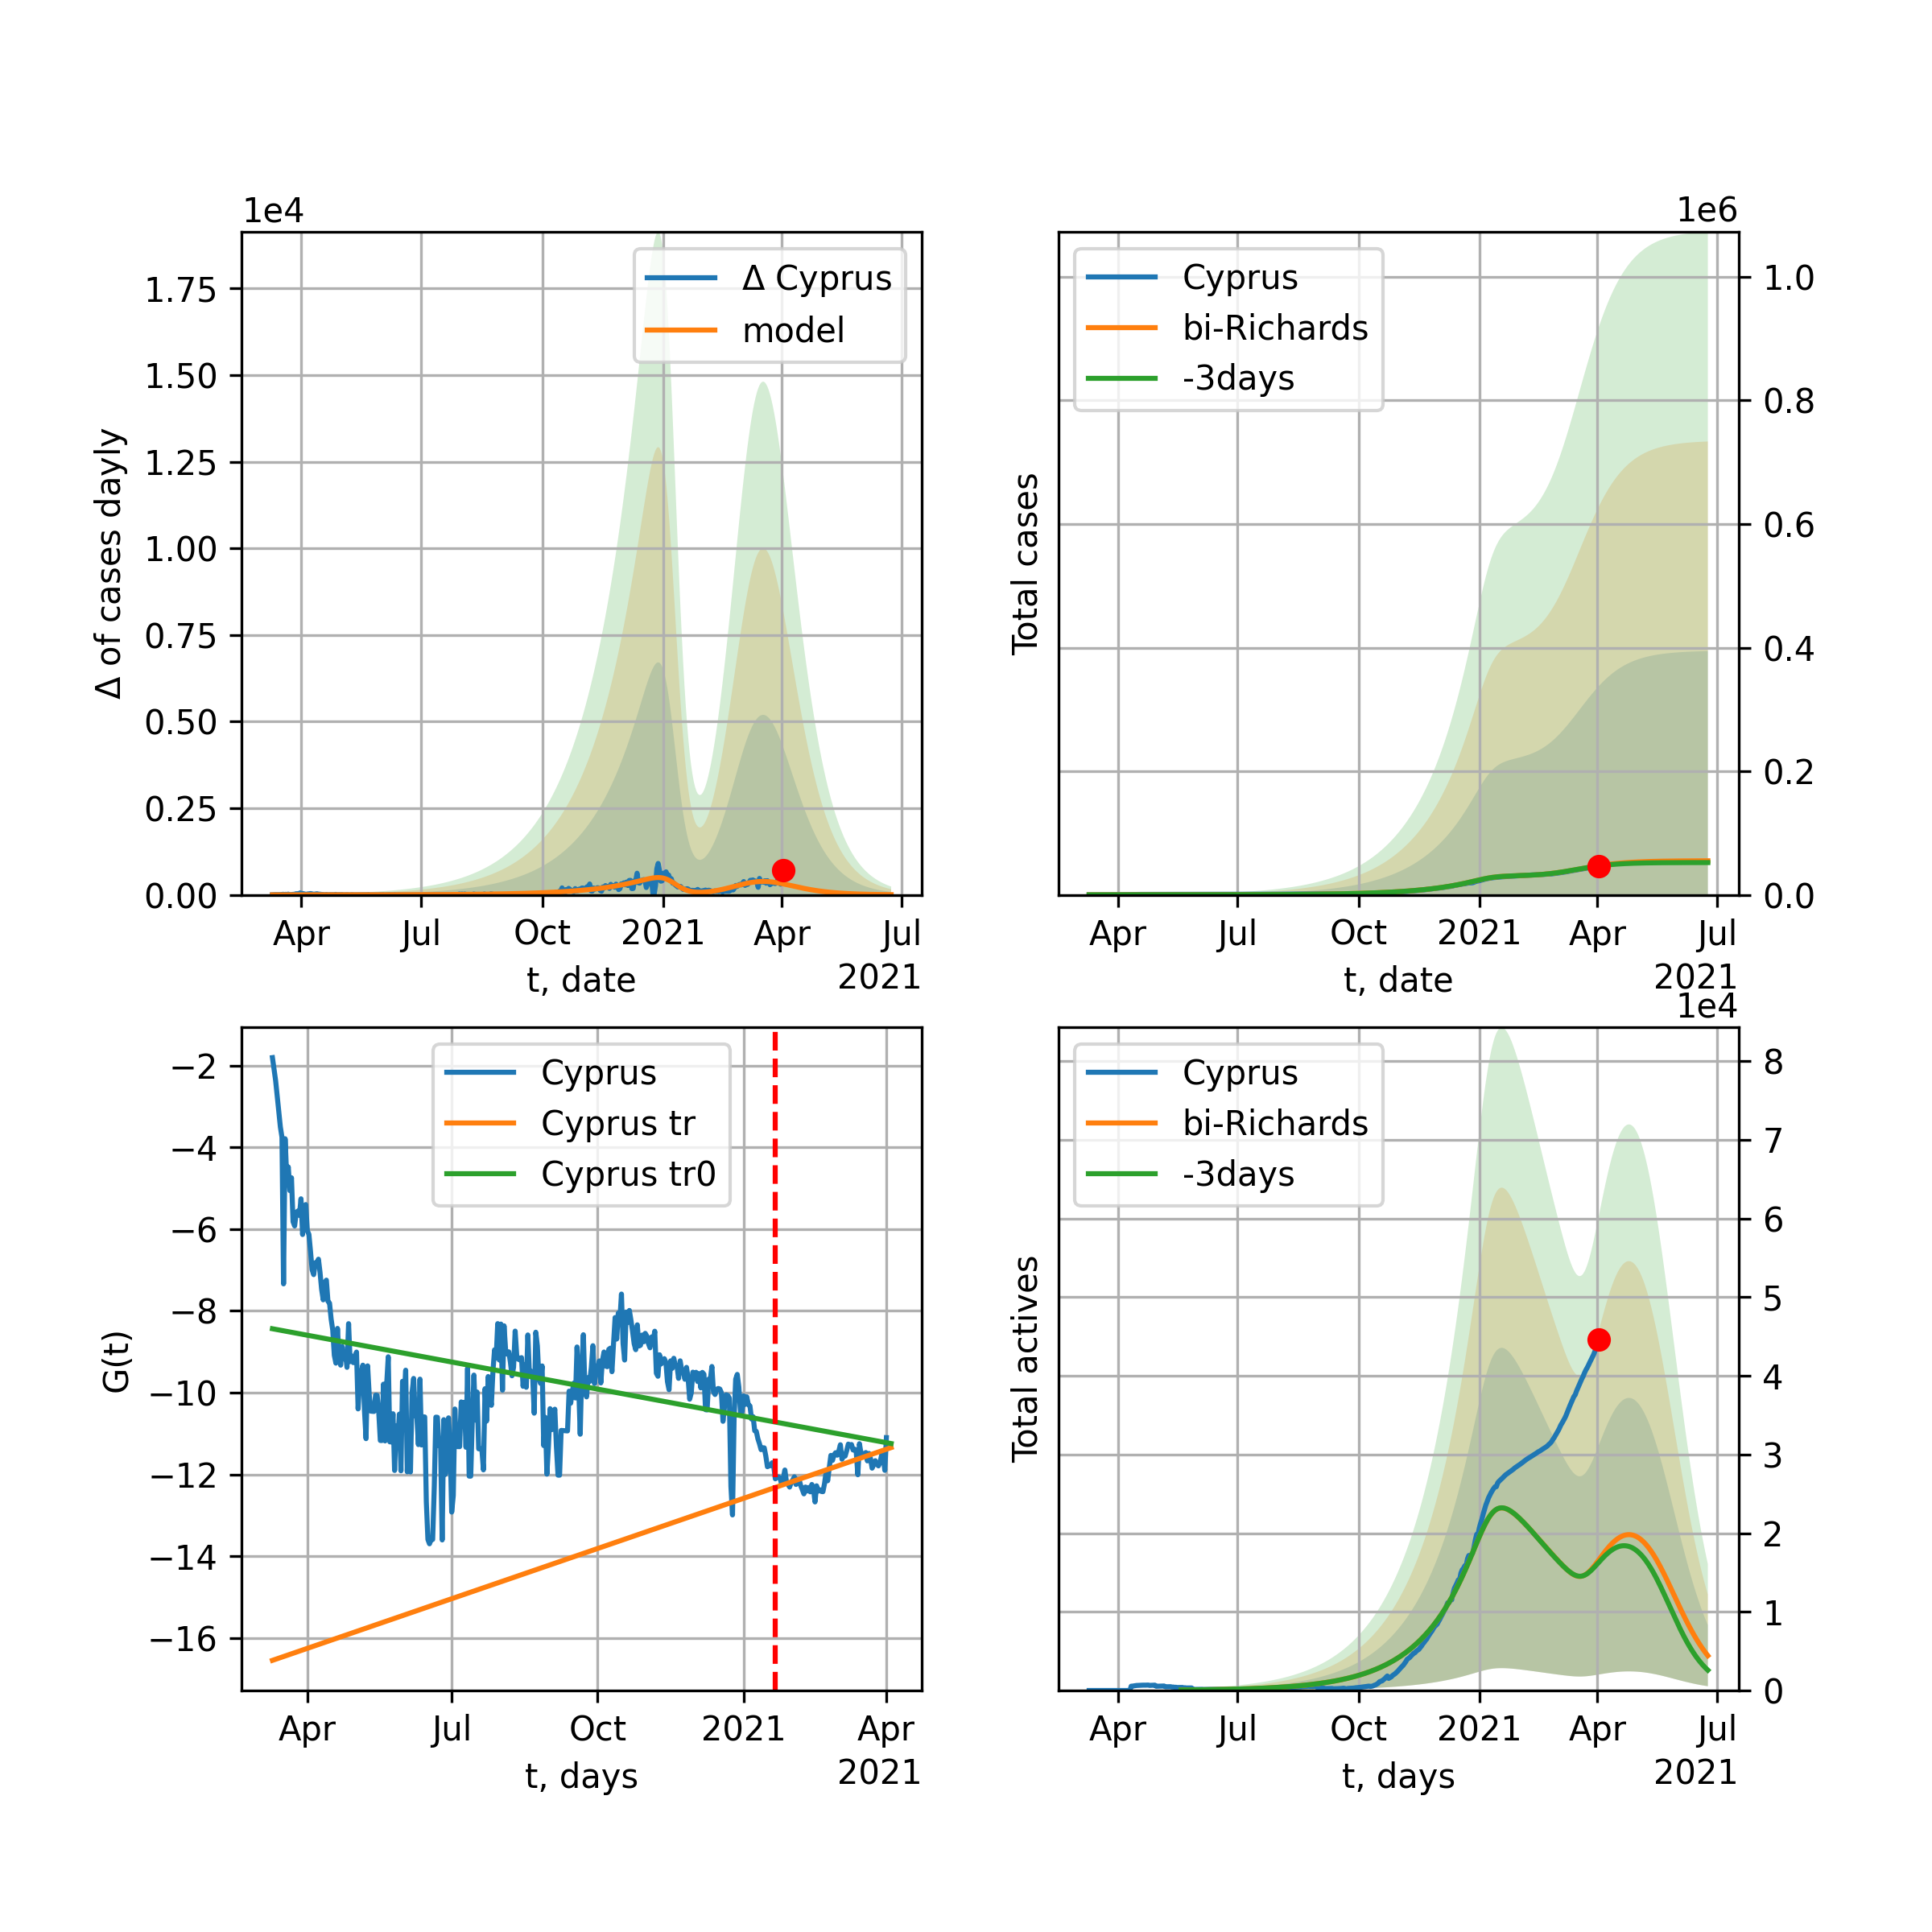 1e4
Δ of cases dayly
1.75
1.50
1.25
1.00
0.75
0.50
0.25
0.00
Δ Cyprus
model
Apr Jul Oct 2021 Apr Jul
t, date 2021
1e6
Total cases
Cyprus
bi-Richards
-3days
1.0
0.8
0.6
0.4
0.2
0.0
Apr Jul Oct 2021 Apr Jul
t, date 2021
G(t)
−2
−4
−6
−8
−10
−12
−14
−16
Cyprus
Cyprus tr
Cyprus tr0
Apr Jul Oct 2021 Apr
t, days 2021
1e4
Total actives
Cyprus
bi-Richards
-3days
8
7
6
5
4
3
2
1
0
Apr Jul Oct 2021 Apr Jul
t, days 2021